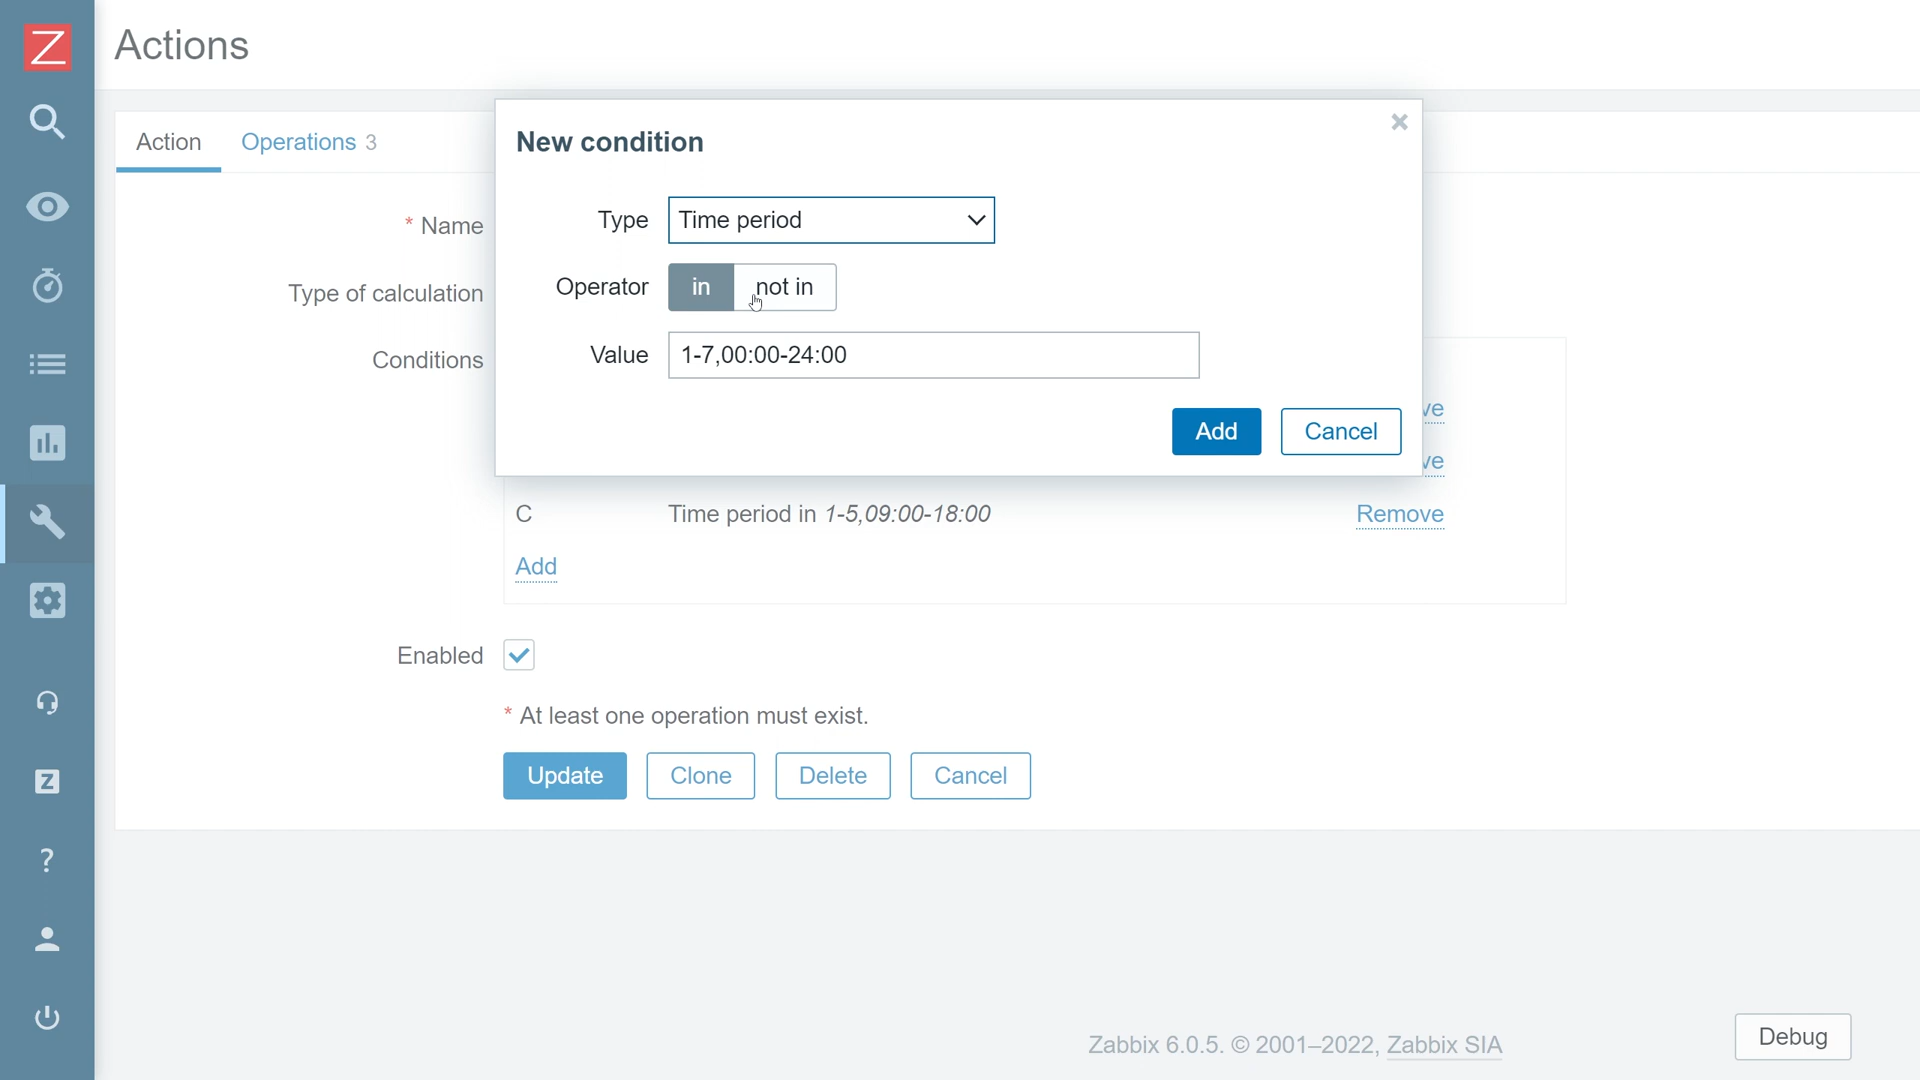 Z
Actions
Action
Operations 3
New condition
Type
Time period
Operator
in
not in
Value
1-7,00:00-24:00
Add
Cancel
* Name
Type of calculation
Conditions
ve
ve
C
Time period in 1-5,09:00-18:00
Remove
Add
Enabled
* At least one operation must exist.
Update
Clone
Delete
Cancel
Z
?
Zabbix 6.0.5. © 2001–2022, Zabbix SIA
Debug